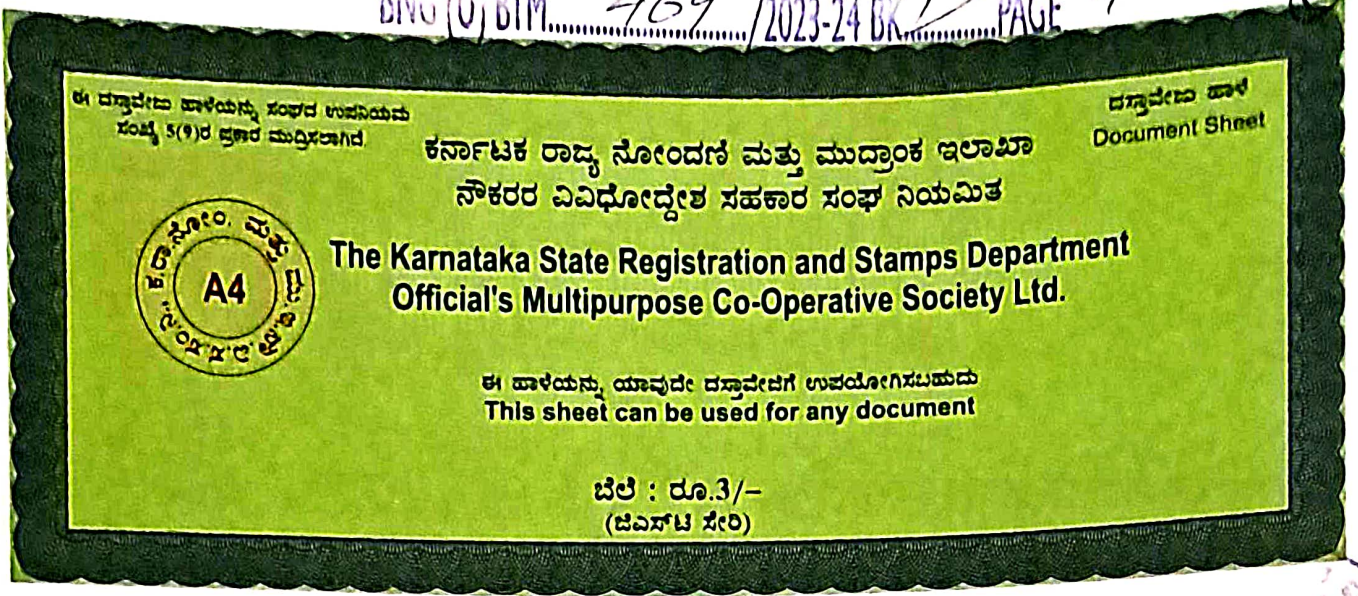 BNG (U) BTM............/2023-24 BK............PAGE
ಈ ದಸ್ತಾವೇಜು ಹಾಳೆಯನ್ನು ಸಂಘದ ಉಪನಿಯಮ
ಸಂಖ್ಯೆ 5(9)ರ ಪ್ರಕಾರ ಮುದ್ರಿಸಲಾಗಿದೆ.
ದಸ್ತಾವೇಜು ಹಾಳೆ
Document Sheet
ಕರ್ನಾಟಕ ರಾಜ್ಯ ನೋಂದಣಿ ಮತ್ತು ಮುದ್ರಾಂಕ ಇಲಾಖಾ
ನೌಕರರ ವಿವಿಧೋದ್ದೇಶ ಸಹಕಾರ ಸಂಘ ನಿಯಮಿತ
A4
The Karnataka State Registration and Stamps Department
Official's Multipurpose Co-Operative Society Ltd.
ಈ ಹಾಳೆಯನ್ನು ಯಾವುದೇ ದಸ್ತಾವೇಜಿಗೆ ಉಪಯೋಗಿಸಬಹುದು
This sheet can be used for any document
ಬೆಲೆ : ರೂ.3/–
(ಜಿಎಸ್‌ಟಿ ಸೇರಿ)